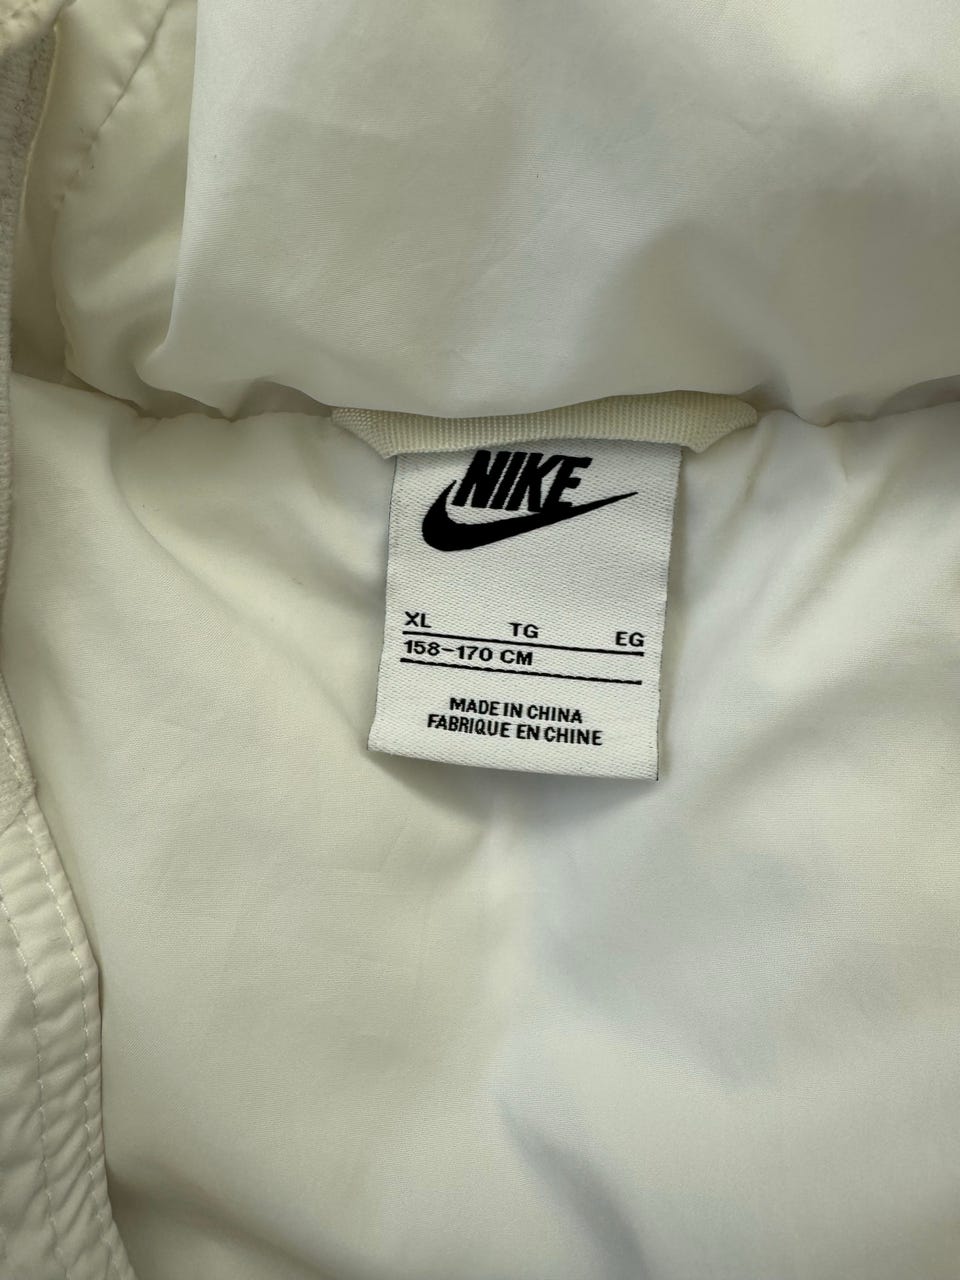 NIKE
XL TG EG
158-170 CM
MADE IN CHINA
FABRIQUE EN CHINE